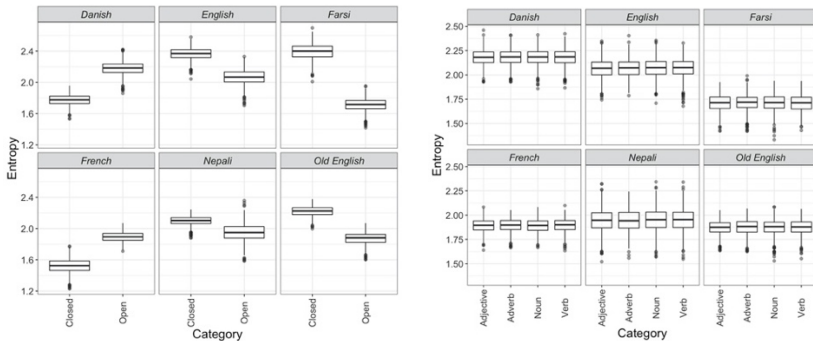 Danish English Farsi
2.4
2.0
1.6
1.2
French Nepali Old English
2.4
2.0
1.6
1.2
Entropy
Closed Open Closed Open Closed Open
Category
Danish English Farsi
2.50
2.25
2.00
1.75
1.50
French Nepali Old English
2.50
2.25
2.00
1.75
1.50
Entropy
Adjective Adverb Noun Verb Adjective Adverb Noun Verb Adjective Adverb Noun Verb
Category